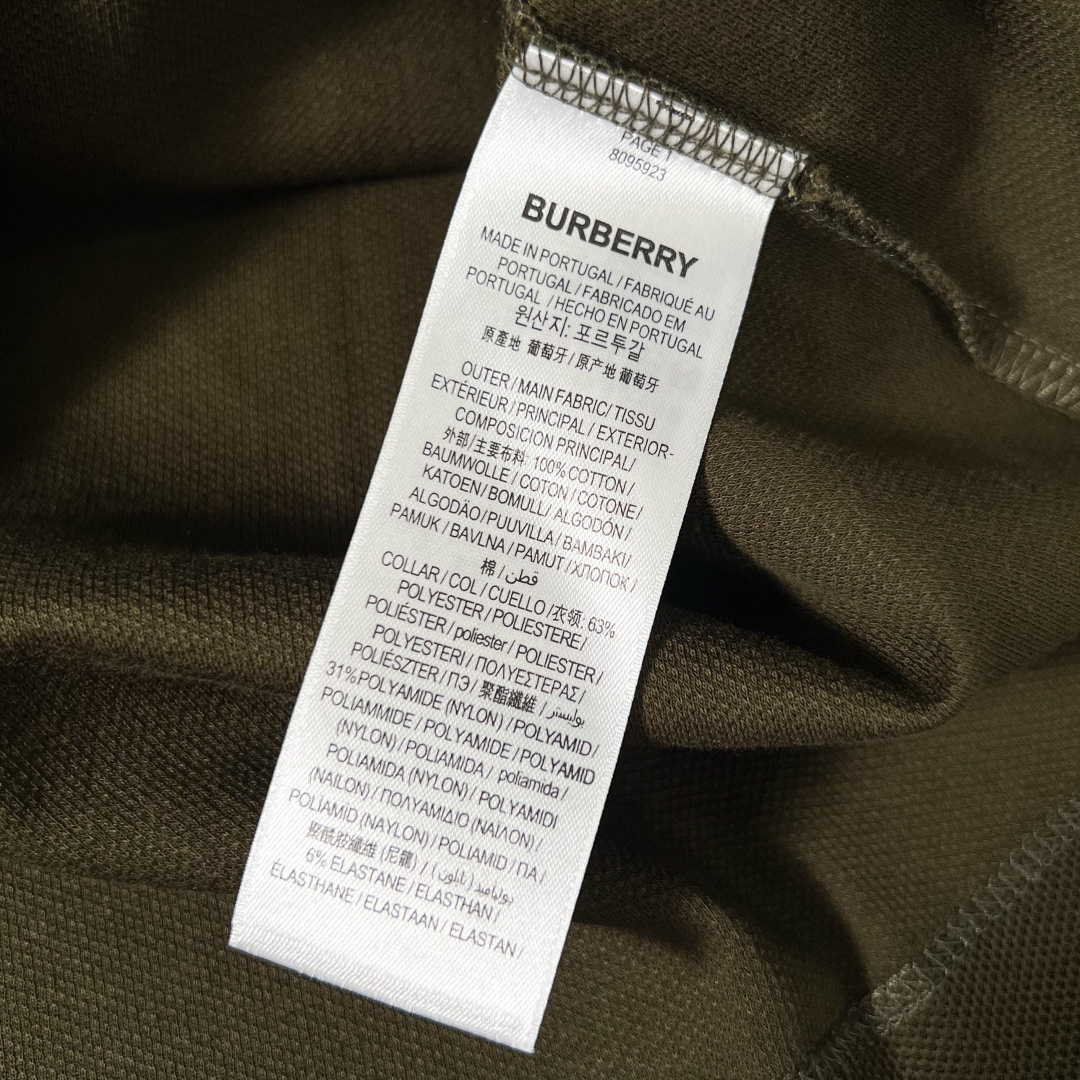 PAGE 1
8095923
BURBERRY
MADE IN PORTUGAL / FABRIQUÉ AU
PORTUGAL / FABRICADO EM
PORTUGAL / HECHO EN PORTUGAL
원산지: 포르투갈
原產地 葡萄牙 / 原产地 葡萄牙
OUTER / MAIN FABRIC/ TISSU
EXTÉRIEUR / PRINCIPAL / EXTERIOR-
COMPOSICION PRINCIPAL/
外部/主要布料: 100% COTTON /
BAUMWOLLE / COTON / COTONE /
KATOEN / BOMULL / ALGODÓN /
ALGODÃO / PUUVILLA / BAMBAKI/
PAMUK / BAVLNA / PAMUT / ХЛОПОК /
棉 / قطن
COLLAR / COL / CUELLO /衣领: 63%
POLYESTER / POLIESTERE /
POLIÉSTER / poliester / POLIESTER /
POLYESTERI / ΠΟΛΥΕΣΤΕΡΑΣ /
POLIÉSZTER / ПЭ / 聚酯纖維 / بوليستر
31% POLYAMIDE (NYLON) / POLYAMID /
POLIAMMIDE / POLYAMIDE / POLYAMID
(NYLON) / POLIAMIDA / poliamida /
POLIAMIDA (NYLON) / POLYAMIDI
(NAILON) / ΠΟΛΥΑΜΙΔΙΟ (ΝΑΪΛΟΝ) /
POLİAMID (NAYLON) / POLIAMID / ПА /
聚酰胺纖維 (尼龍) / بولياميد (نايلون) /
6% ELASTANE / ELASTHAN /
ÉLASTHANE / ELASTAAN / ELASTAN /